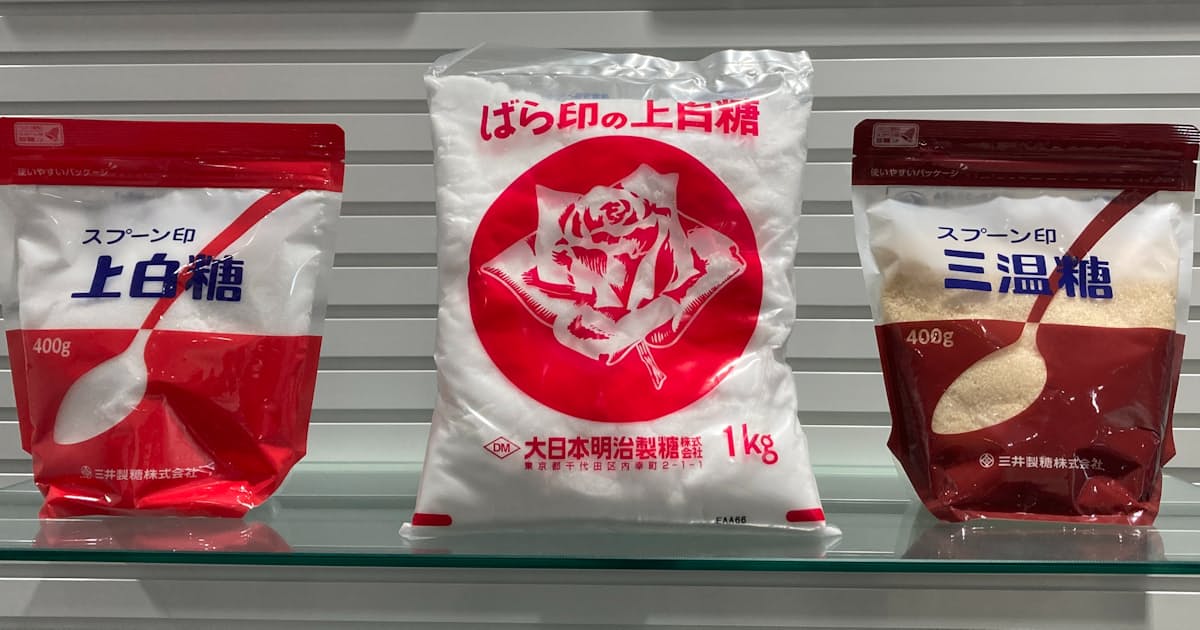 使いやすいパッケージ
スプーン印
上白糖
400g
三井製糖株式会社
ばら印の上白糖
DM 大日本明治製糖株式会社 1kg
東京都千代田区内幸町2-1-1
EAA66
使いやすいパッケージ
スプーン印
三温糖
400g
三井製糖株式会社